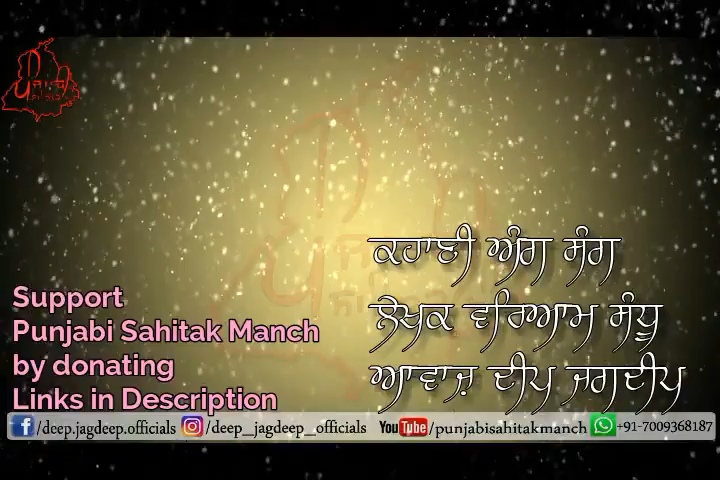 ਕਹਾਣੀ ਅੰਗ ਸੰਗ
ਲੇਖਕ ਵਰਿਆਮ ਸੰਧੂ
ਆਵਾਜ਼ ਦੀਪ ਜਗਦੀਪ
Support
Punjabi Sahitak Manch
by donating
Links in Description
/deep.jagdeep.officials /deep_jagdeep_officials YouTube/punjabisahitakmanch +91-7009368187